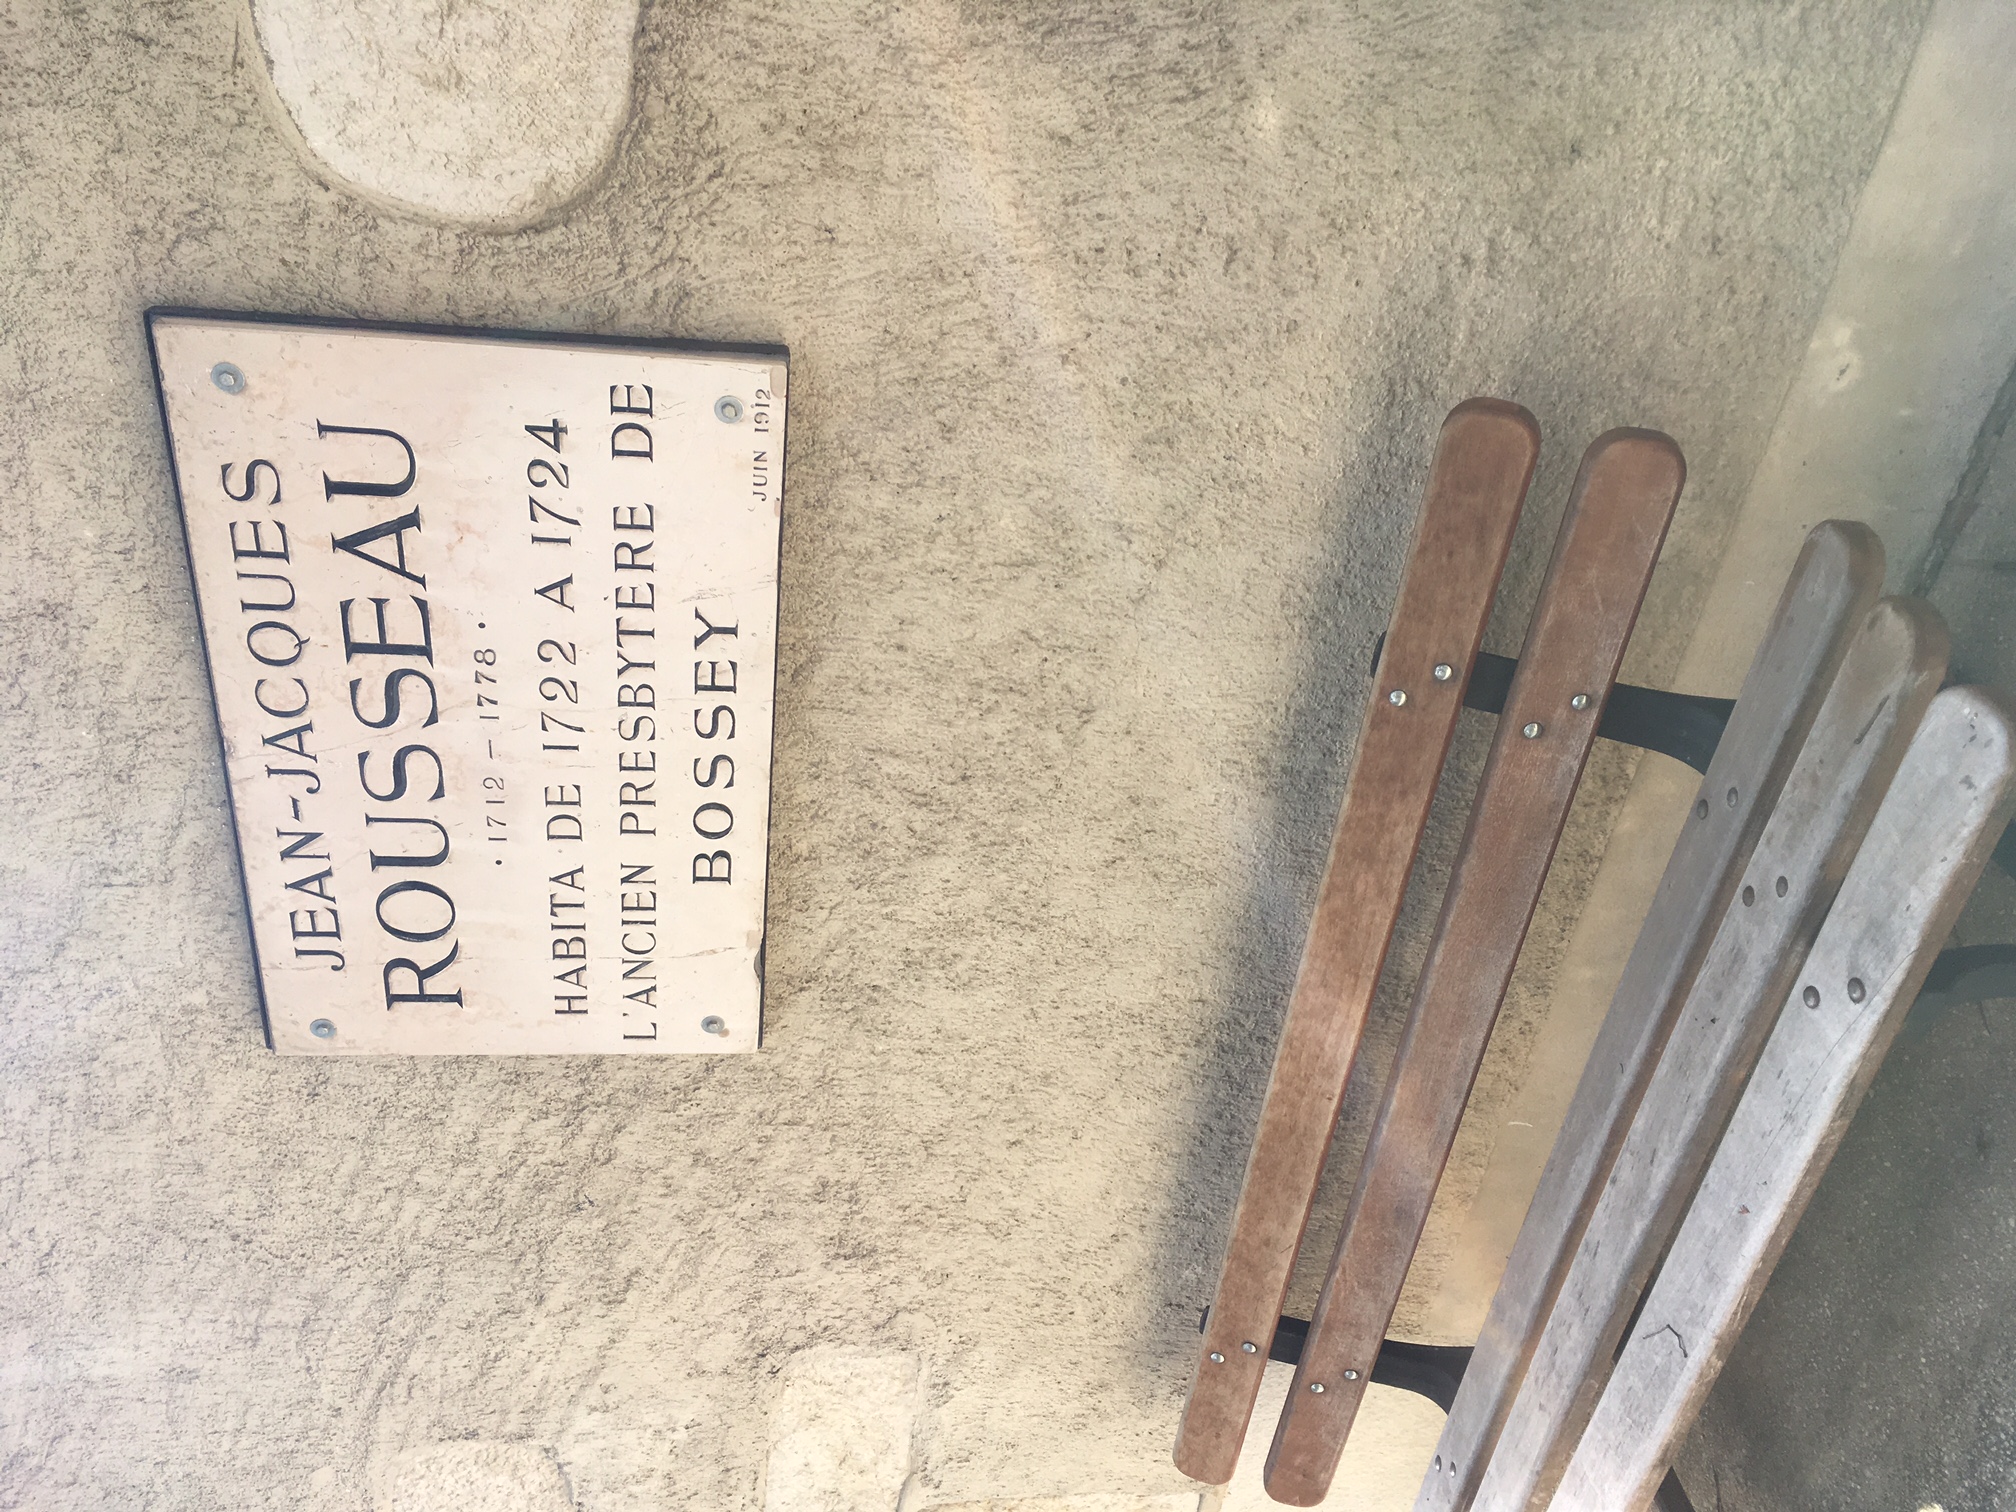 JEAN-JACQUES
ROUSSEAU
· 1712 – 1778 ·
HABITA DE 1722 A 1724
L'ANCIEN PRESBYTÈRE DE
BOSSEY
JUIN 1912